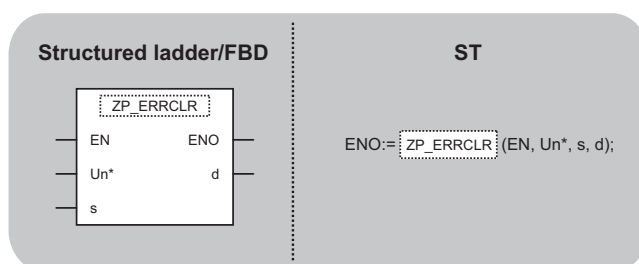 Structured ladder/FBD
ZP_ERRCLR
EN ENO
Un* d
s
ST
ENO:= ZP_ERRCLR (EN, Un*, s, d);